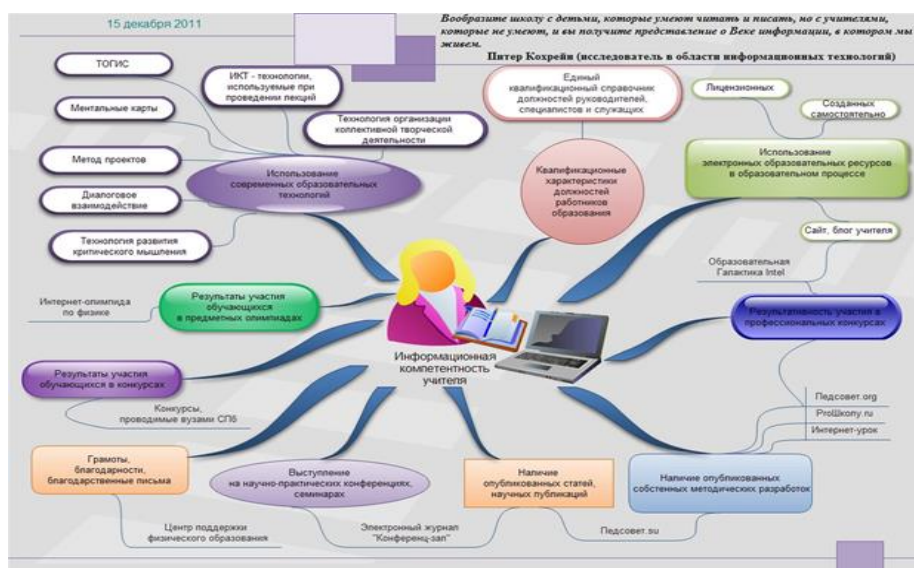 15 декабря 2011
Вообразите школу с детьми, которые умеют читать и писать, но с учителями,
которые не умеют, и вы получите представление о Веке информации, в котором мы
живем.
Питер Кохрейн (исследователь в области информационных технологий)
ТОГИС
Ментальные карты
Метод проектов
Диалоговое
взаимодействие
Технология развития
критического мышления
ИКТ - технологии,
используемые при
проведении лекций
Технология организации
коллективной творческой
деятельности
Использование
современных образовательных
технологий
Единый
квалификационный справочник
должностей руководителей,
специалистов и служащих
Квалификационные
характеристики
должностей
работников
образования
Лицензионных
Созданных
самостоятельно
Использование
электронных образовательных ресурсов
в образовательном процессе
Сайт, блог учителя
Образовательная
Галактика Intel
Интернет-олимпида
по физике
Результаты участия
обучающихся
в предметных олимпиадах
Результативность участия в
профессиональных конкурсах
Информационная
компетентность
учителя
Результаты участия
обучающихся в конкурсах
Конкурсы,
проводимые вузами СПб
Педсовет.org
ProШкопу.ru
Интернет-урок
Грамоты,
благодарности,
благодарственные письма
Выступление
на научно-практических конференциях,
семинарах
Наличие
опубликованных статей,
научных публикаций
Наличие опубликованных
собстенных методических разработок
Центр поддержки
физического образования
Электронный журнал
"Конференц-зал"
Педсовет.su